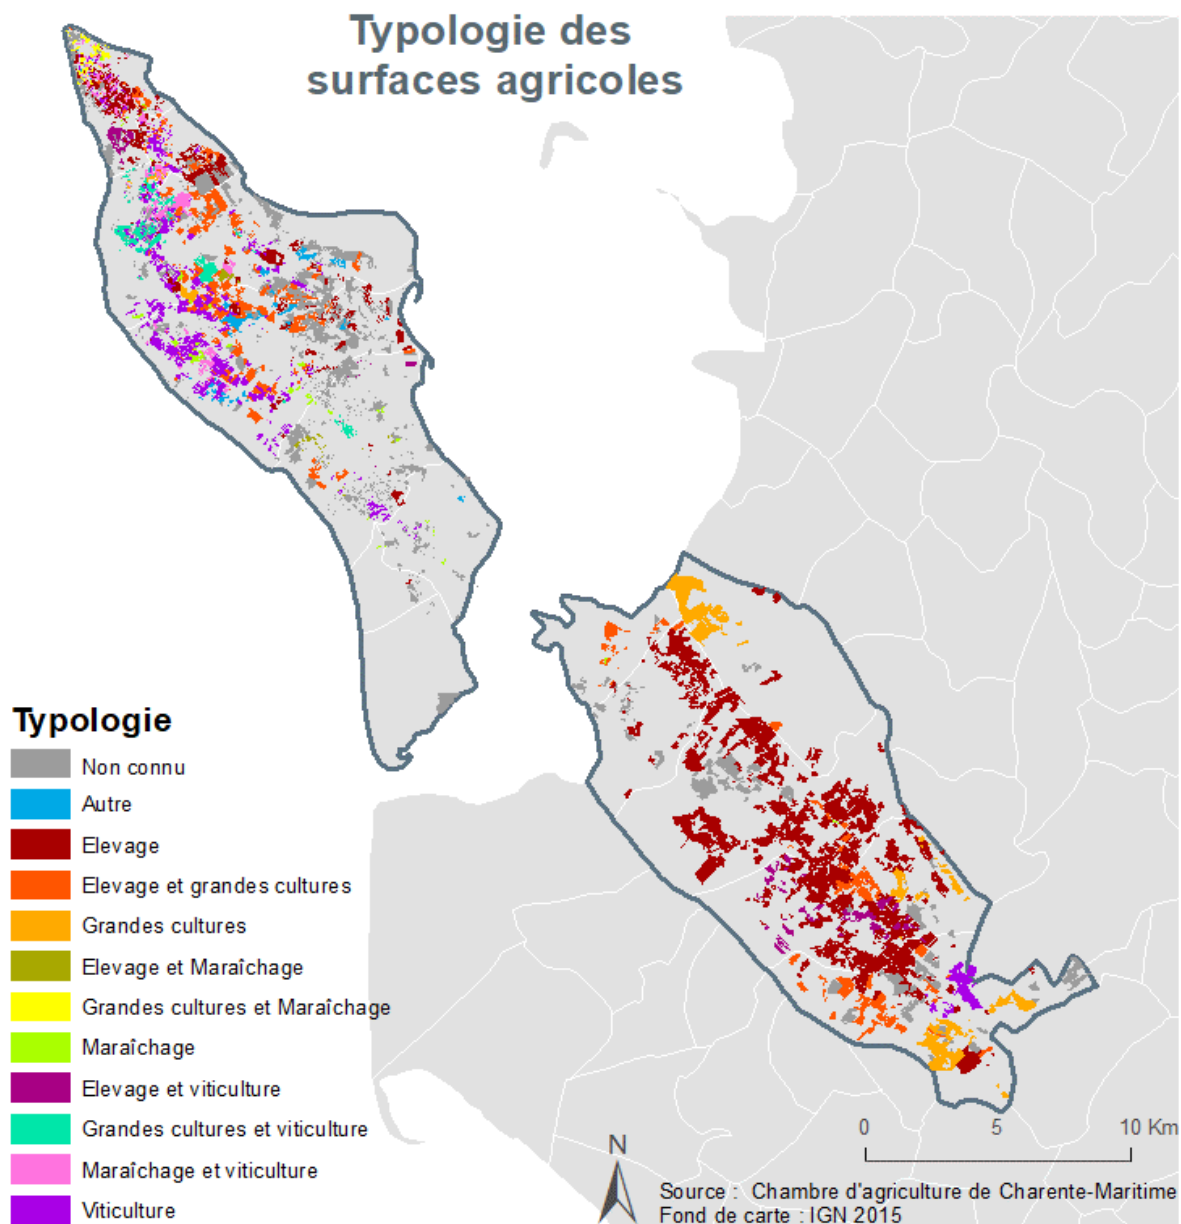 Typologie des
surfaces agricoles
Typologie
Non connu
Autre
Elevage
Elevage et grandes cultures
Grandes cultures
Elevage et Maraîchage
Grandes cultures et Maraîchage
Maraîchage
Elevage et viticulture
Grandes cultures et viticulture
Maraîchage et viticulture
Viticulture
0 5 10 Km
N
Source : Chambre d'agriculture de Charente-Maritime
Fond de carte : IGN 2015